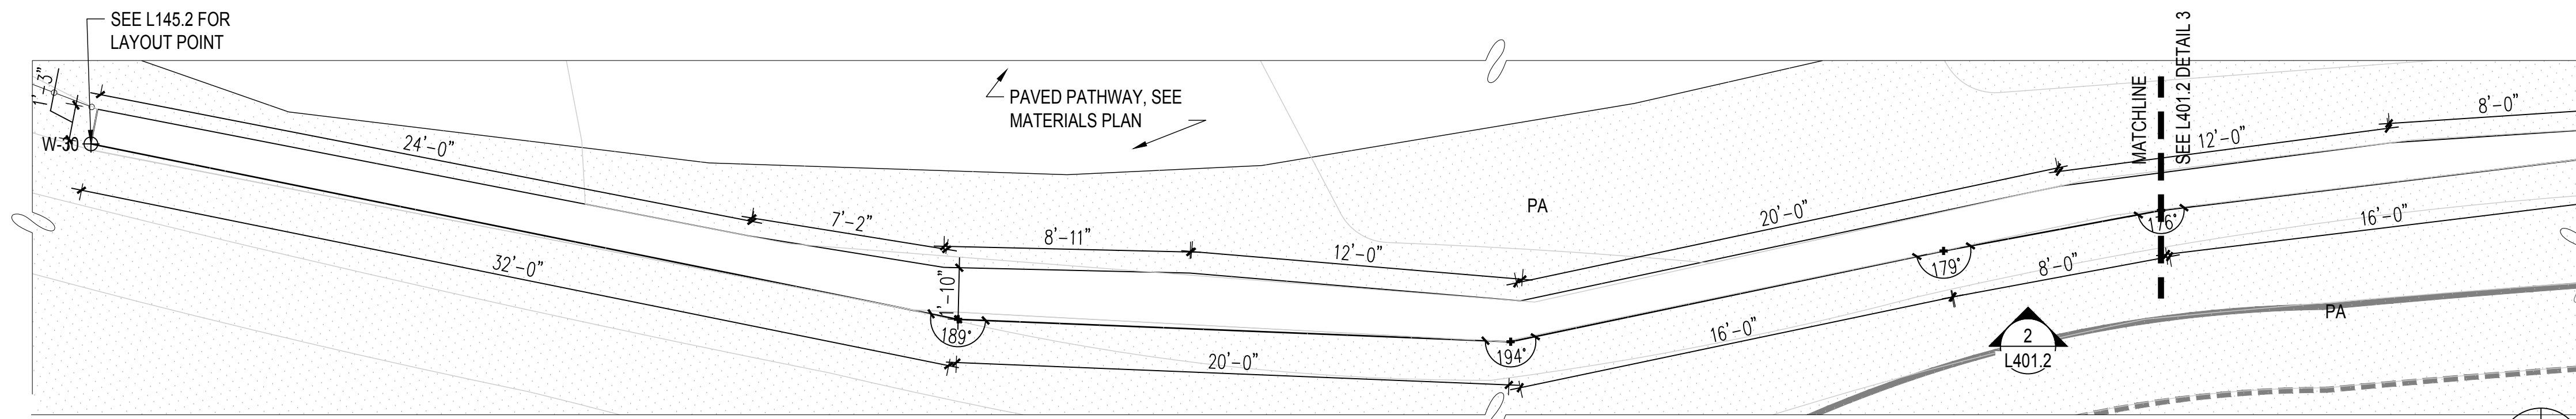 SEE L145.2 FOR
LAYOUT POINT
1'-3"
W-30
24'-0"
32'-0"
7'-2"
8'-11"
1'-10"
189°
PAVED PATHWAY, SEE
MATERIALS PLAN
12'-0"
20'-0"
194°
PA
20'-0"
16'-0"
179°
8'-0"
MATCHLINE
SEE L401.2 DETAIL 3
176°
12'-0"
8'-0"
16'-0"
2
L401.2
PA